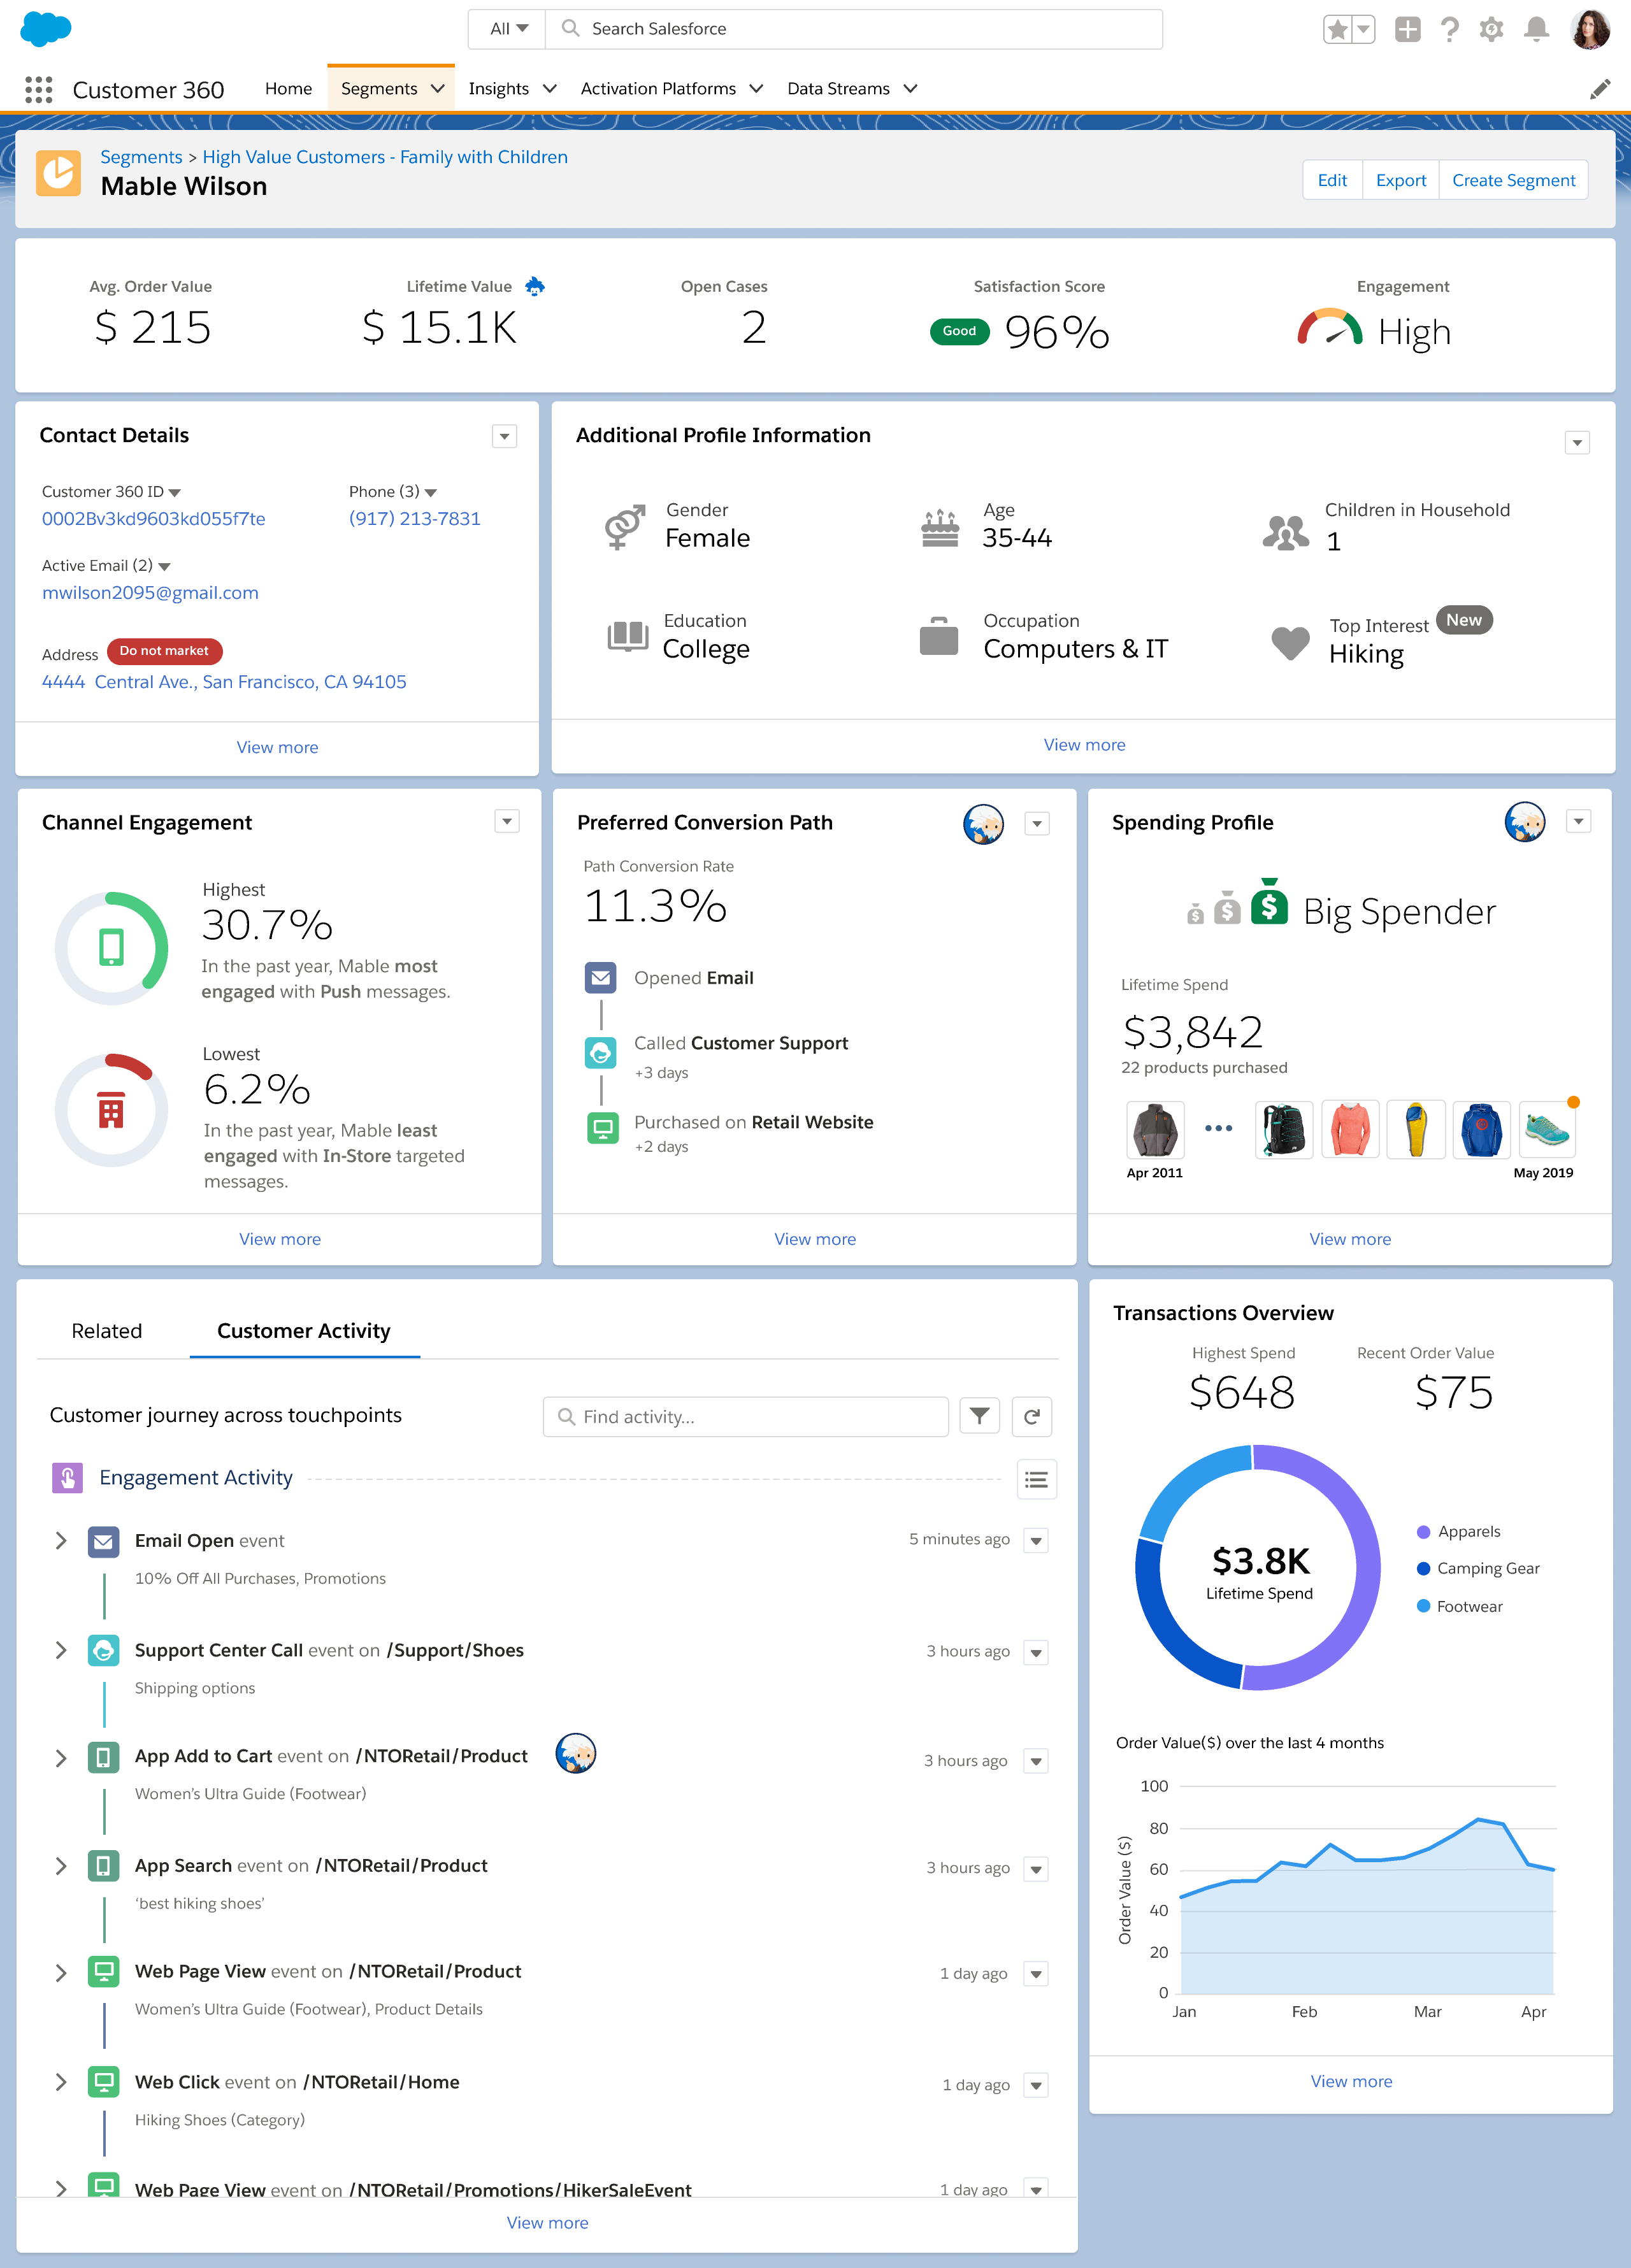 All
Search Salesforce
Customer 360
Home
Segments
Insights
Activation Platforms
Data Streams
Segments > High Value Customers - Family with Children
Mable Wilson
Edit
Export
Create Segment
Avg. Order Value
$ 215
Lifetime Value
$ 15.1K
Open Cases
2
Satisfaction Score
Good 96%
Engagement
High
Contact Details
Customer 360 ID
0002Bv3kd9603kd055f7te
Phone (3)
(917) 213-7831
Active Email (2)
mwilson2095@gmail.com
Address Do not market
4444 Central Ave., San Francisco, CA 94105
View more
Additional Profile Information
Gender
Female
Age
35-44
Children in Household
1
Education
College
Occupation
Computers & IT
Top Interest New
Hiking
View more
Channel Engagement
Highest
30.7%
In the past year, Mable most
engaged with Push messages.
Lowest
6.2%
In the past year, Mable least
engaged with In-Store targeted
messages.
View more
Preferred Conversion Path
Path Conversion Rate
11.3%
Opened Email
Called Customer Support
+3 days
Purchased on Retail Website
+2 days
View more
Spending Profile
$ $ $ Big Spender
Lifetime Spend
$3,842
22 products purchased
Apr 2011
May 2019
View more
Related
Customer Activity
Customer journey across touchpoints
Find activity...
Engagement Activity
Email Open event
5 minutes ago
10% Off All Purchases, Promotions
Support Center Call event on /Support/Shoes
3 hours ago
Shipping options
App Add to Cart event on /NTORetail/Product
3 hours ago
Women's Ultra Guide (Footwear)
App Search event on /NTORetail/Product
3 hours ago
‘best hiking shoes’
Web Page View event on /NTORetail/Product
1 day ago
Women's Ultra Guide (Footwear), Product Details
Web Click event on /NTORetail/Home
1 day ago
Hiking Shoes (Category)
Web Page View event on /NTORetail/Promotions/HikerSaleEvent
1 day ago
View more
Transactions Overview
Highest Spend
$648
Recent Order Value
$75
$3.8K
Lifetime Spend
Apparels
Camping Gear
Footwear
Order Value($) over the last 4 months
Order Value ($)
100
80
60
40
20
0
Jan
Feb
Mar
Apr
View more